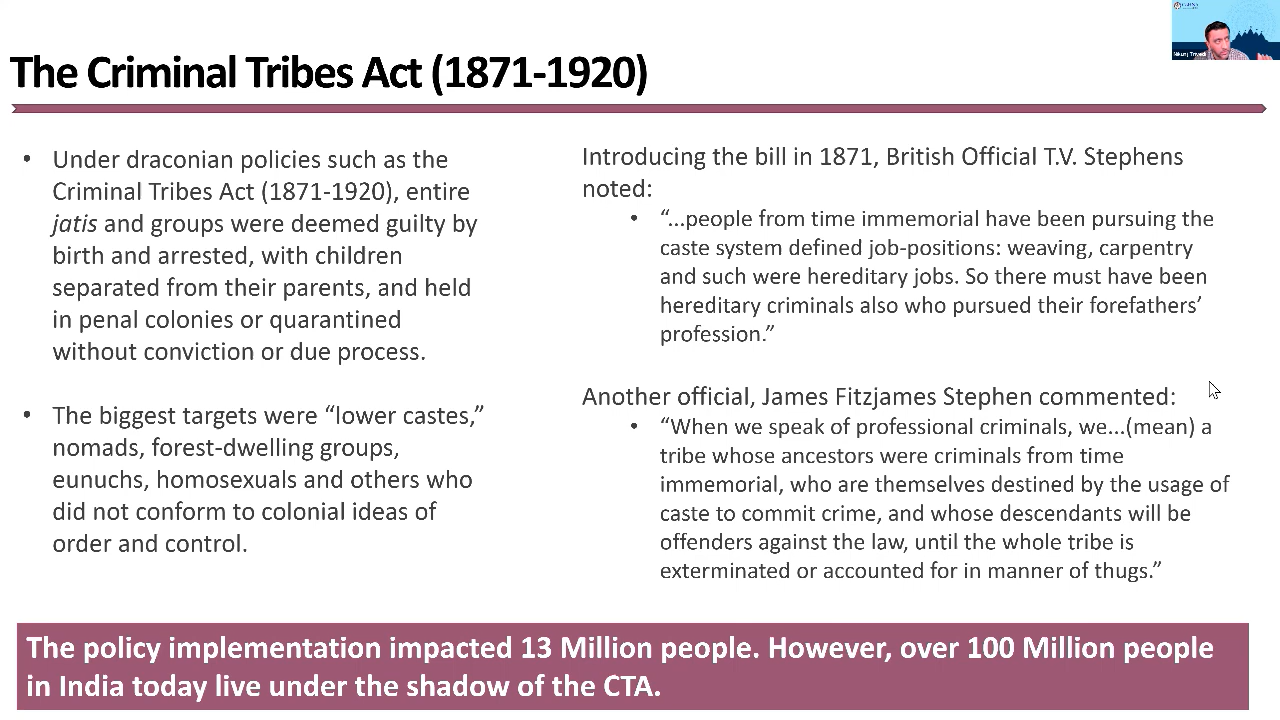 The Criminal Tribes Act (1871-1920)
Nikunj Trivedi
• Under draconian policies such as the
Criminal Tribes Act (1871-1920), entire
jatis and groups were deemed guilty by
birth and arrested, with children
separated from their parents, and held
in penal colonies or quarantined
without conviction or due process.
• The biggest targets were “lower castes,”
nomads, forest-dwelling groups,
eunuchs, homosexuals and others who
did not conform to colonial ideas of
order and control.
Introducing the bill in 1871, British Official T.V. Stephens
noted:
• “...people from time immemorial have been pursuing the
caste system defined job-positions: weaving, carpentry
and such were hereditary jobs. So there must have been
hereditary criminals also who pursued their forefathers’
profession.”
Another official, James Fitzjames Stephen commented:
• “When we speak of professional criminals, we...(mean) a
tribe whose ancestors were criminals from time
immemorial, who are themselves destined by the usage of
caste to commit crime, and whose descendants will be
offenders against the law, until the whole tribe is
exterminated or accounted for in manner of thugs.”
The policy implementation impacted 13 Million people. However, over 100 Million people
in India today live under the shadow of the CTA.